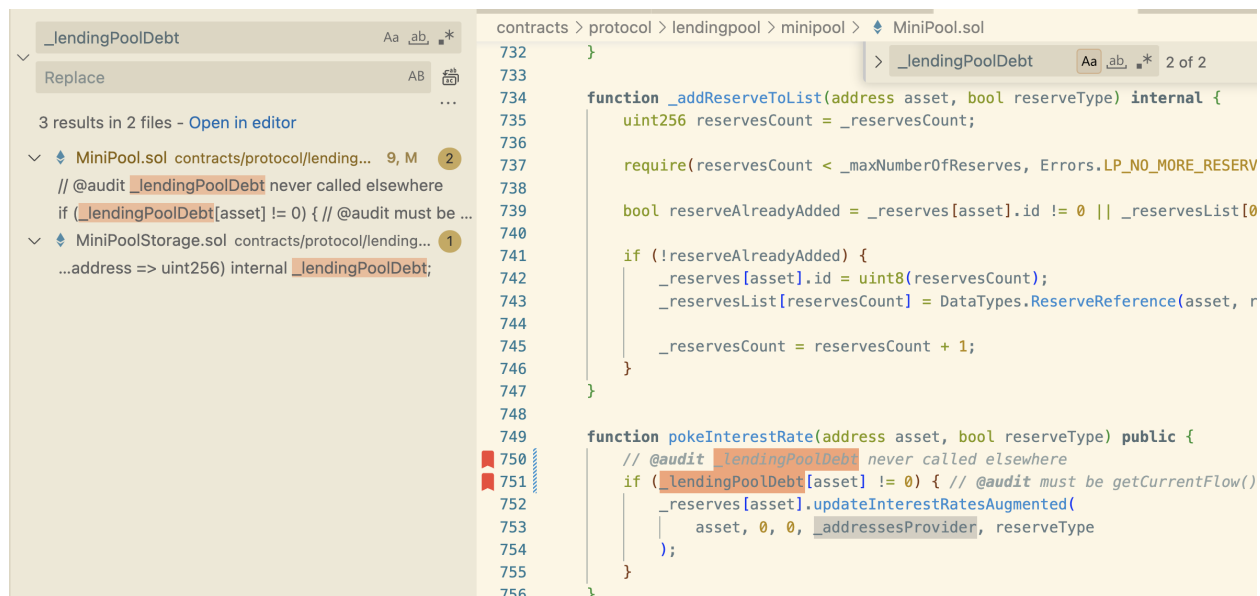 _lendingPoolDebt Aa ab
Replace AB
...
3 results in 2 files - Open in editor
MiniPool.sol contracts/protocol/lending... 9, M 2
// @audit _lendingPoolDebt never called elsewhere
if (_lendingPoolDebt[asset] != 0) { // @audit must be ...
MiniPoolStorage.sol contracts/protocol/lending... 1
...address => uint256) internal _lendingPoolDebt;
contracts > protocol > lendingpool > minipool > MiniPool.sol
_lendingPoolDebt Aa ab 2 of 2
732 }
733
734 function _addReserveToList(address asset, bool reserveType) internal {
735 uint256 reservesCount = _reservesCount;
736
737 require(reservesCount < _maxNumberOfReserves, Errors.LP_NO_MORE_RESERV
738
739 bool reserveAlreadyAdded = _reserves[asset].id != 0 || _reservesList[0
740
741 if (!reserveAlreadyAdded) {
742 _reserves[asset].id = uint8(reservesCount);
743 _reservesList[reservesCount] = DataTypes.ReserveReference(asset, r
744
745 _reservesCount = reservesCount + 1;
746 }
747 }
748
749 function pokeInterestRate(address asset, bool reserveType) public {
750 // @audit _lendingPoolDebt never called elsewhere
751 if (_lendingPoolDebt[asset] != 0) { // @audit must be getCurrentFlow()
752 _reserves[asset].updateInterestRatesAugmented(
753 asset, 0, 0, _addressesProvider, reserveType
754 );
755 }
756 }